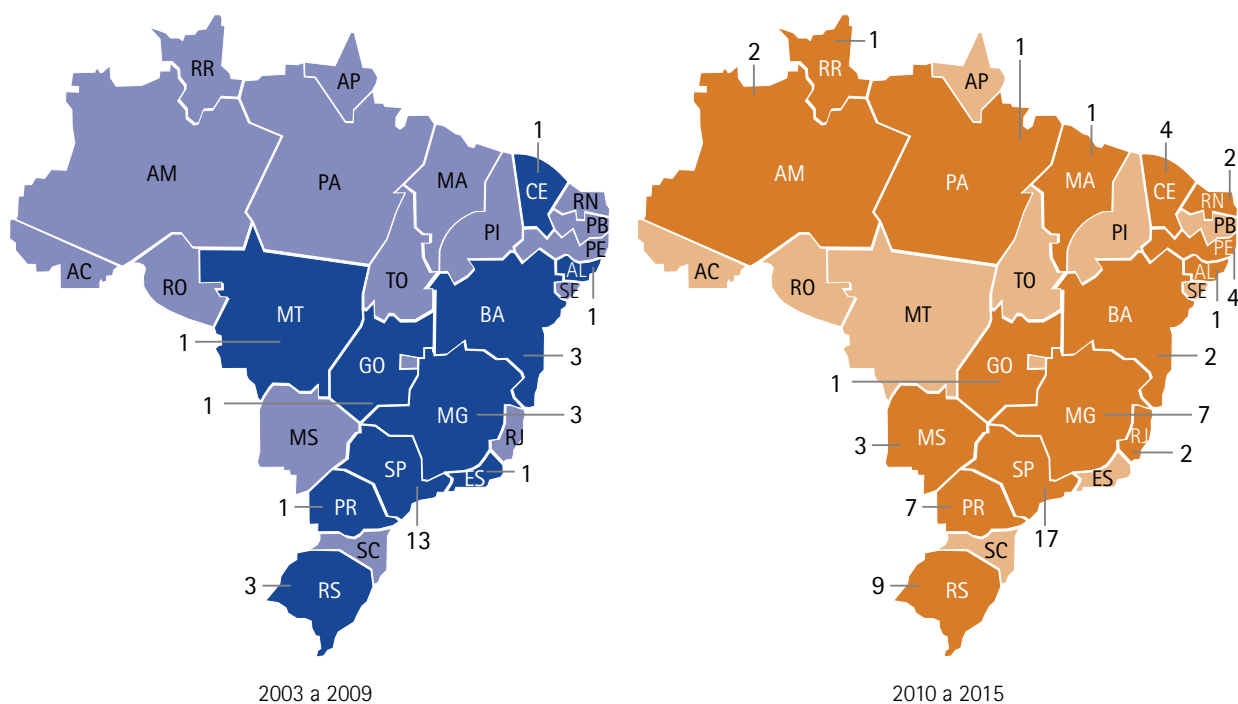 RR
AP
AM
PA
MA
1
CE
RN
PB
PE
PI
AC
RO
TO
AL
SE
1
MT
1
BA
3
GO
1
MG
3
MS
RJ
SP
ES
1
1
PR
13
SC
3
RS
2003 a 2009
2
RR
1
1
AP
1
4
2
AM
PA
MA
CE
RN
PB
PE
PI
AC
RO
TO
AL
SE
4
1
MT
BA
2
GO
1
MG
7
3
MS
RJ
2
SP
ES
7
PR
17
SC
9
RS
2010 a 2015